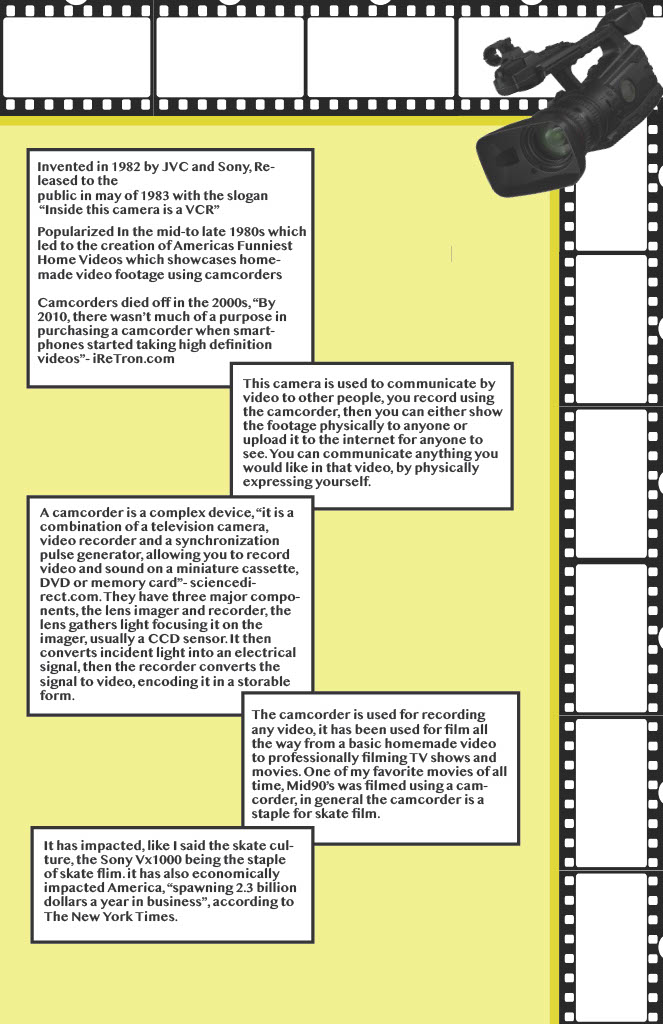 Invented in 1982 by JVC and Sony, Re-
leased to the
public in may of 1983 with the slogan
“Inside this camera is a VCR”
Popularized In the mid-to late 1980s which
led to the creation of Americas Funniest
Home Videos which showcases home-
made video footage using camcorders
Camcorders died off in the 2000s, “By
2010, there wasn’t much of a purpose in
purchasing a camcorder when smart-
phones started taking high definition
videos”- iReTron.com
This camera is used to communicate by
video to other people, you record using
the camcorder, then you can either show
the footage physically to anyone or
upload it to the internet for anyone to
see. You can communicate anything you
would like in that video, by physically
expressing yourself.
A camcorder is a complex device, “it is a
combination of a television camera,
video recorder and a synchronization
pulse generator, allowing you to record
video and sound on a miniature cassette,
DVD or memory card”- sciencedi-
rect.com. They have three major compo-
nents, the lens imager and recorder, the
lens gathers light focusing it on the
imager, usually a CCD sensor. It then
converts incident light into an electrical
signal, then the recorder converts the
signal to video, encoding it in a storable
form.
The camcorder is used for recording
any video, it has been used for film all
the way from a basic homemade video
to professionally filming TV shows and
movies. One of my favorite movies of all
time, Mid90’s was filmed using a cam-
corder, in general the camcorder is a
staple for skate film.
It has impacted, like I said the skate cul-
ture, the Sony Vx1000 being the staple
of skate flim. it has also economically
impacted America, “spawning 2.3 billion
dollars a year in business”, according to
The New York Times.